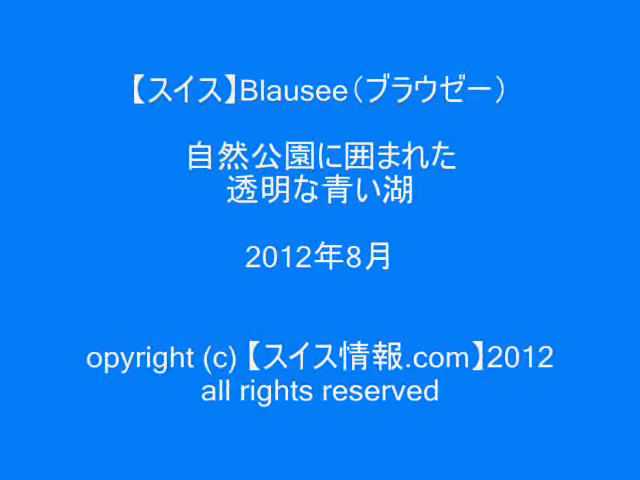 【スイス】Blausee（ブラウゼー）
自然公園に囲まれた
透明な青い湖
2012年8月
opyright (c) 【スイス情報.com】2012
all rights reserved